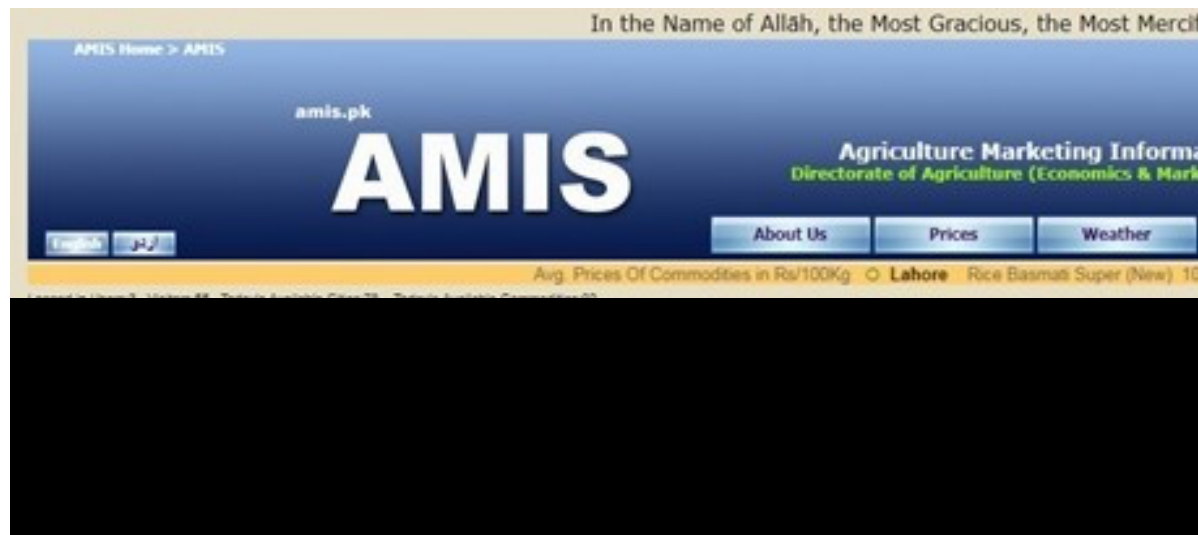 In the Name of Allāh, the Most Gracious, the Most Mercif
AMIS Home > AMIS
amis.pk
AMIS
Agriculture Marketing Informa
Directorate of Agriculture (Economics & Mark
English اردو
About Us Prices Weather
Avg. Prices Of Commodities in Rs/100Kg Lahore Rice Basmati Super (New) 10